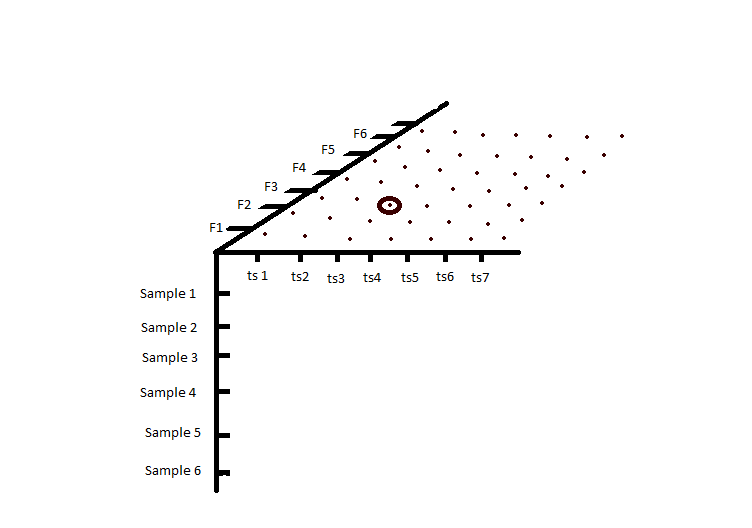 F6
F5
F4
F3
F2
F1
ts 1 ts2 ts3 ts4 ts5 ts6 ts7
Sample 1
Sample 2
Sample 3
Sample 4
Sample 5
Sample 6